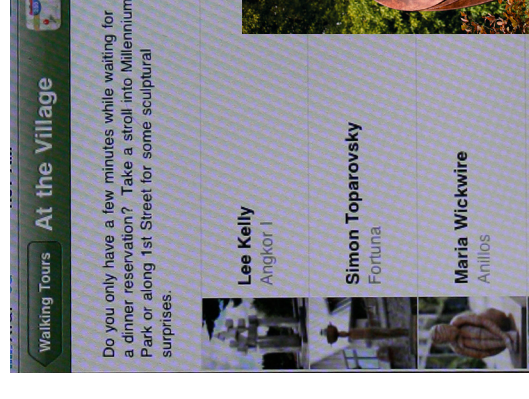 Walking Tours
At the Village
Do you only have a few minutes while waiting for
a dinner reservation? Take a stroll into Millennium
Park or along 1st Street for some sculptural
surprises.
Lee Kelly
Angkor I
Simon Toparovsky
Fortuna
Maria Wickwire
Anillos